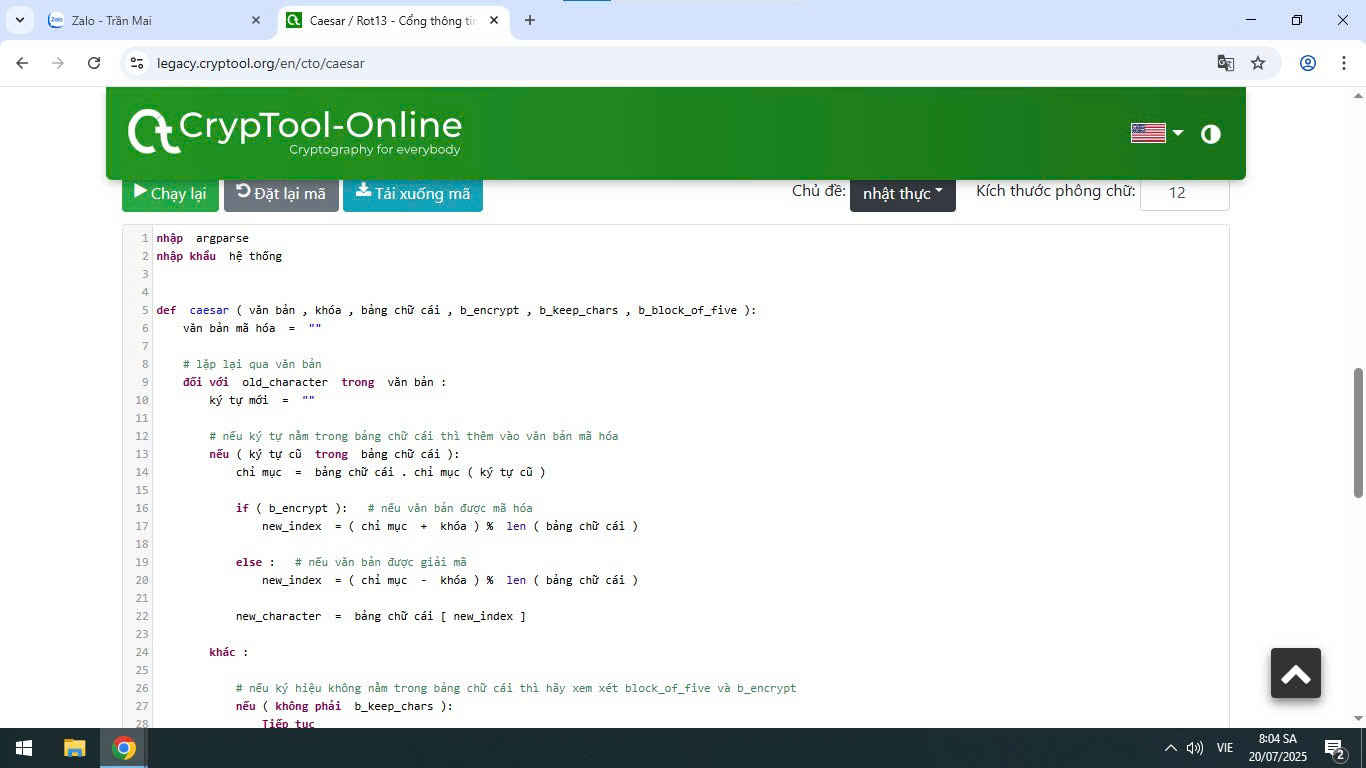 Zalo - Trần Mai
Caesar / Rot13 - Cổng thông tin
legacy.cryptool.org/en/cto/caesar
CrypTool-Online
Cryptography for everybody
Chạy lại Đặt lại mã Tải xuống mã Chủ đề: nhật thực Kích thước phông chữ: 12
1 nhập argparse
2 nhập khẩu hệ thống
3
4
5 def caesar ( văn bản , khóa , bảng chữ cái , b_encrypt , b_keep_chars , b_block_of_five ):
6 văn bản mã hóa = ""
7
8 # lặp lại qua văn bản
9 đối với old_character trong văn bản :
10 ký tự mới = ""
11
12 # nếu ký tự nằm trong bảng chữ cái thì thêm vào văn bản mã hóa
13 nếu ( ký tự cũ trong bảng chữ cái ):
14 chỉ mục = bảng chữ cái . chỉ mục ( ký tự cũ )
15
16 if ( b_encrypt ): # nếu văn bản được mã hóa
17 new_index = ( chỉ mục + khóa ) % len ( bảng chữ cái )
18
19 else : # nếu văn bản được giải mã
20 new_index = ( chỉ mục - khóa ) % len ( bảng chữ cái )
21
22 new_character = bảng chữ cái [ new_index ]
23
24 khác :
25
26 # nếu ký hiệu không nằm trong bảng chữ cái thì hãy xem xét block_of_five và b_encrypt
27 nếu ( không phải b_keep_chars ):
28 Tiếp tục
VIE
8:04 SA
20/07/2025
2